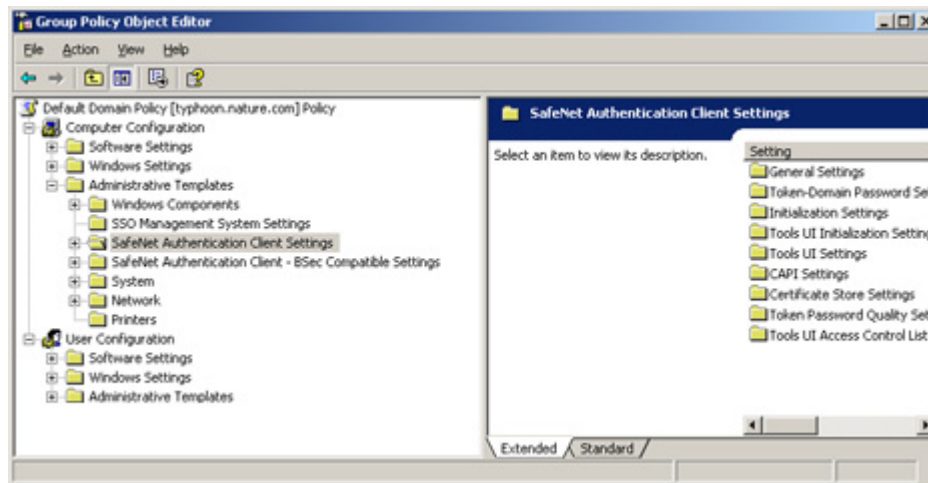 Group Policy Object Editor
File Action View Help
Default Domain Policy [typhoon.nature.com] Policy
Computer Configuration
Software Settings
Windows Settings
Administrative Templates
Windows Components
SSO Management System Settings
SafeNet Authentication Client Settings
SafeNet Authentication Client - BSec Compatible Settings
System
Network
Printers
User Configuration
Software Settings
Windows Settings
Administrative Templates
SafeNet Authentication Client Settings
Select an item to view its description.
Setting
General Settings
Token-Domain Password Se
Initialization Settings
Tools UI Initialization Setting
Tools UI Settings
CAPI Settings
Certificate Store Settings
Token Password Quality Set
Tools UI Access Control List
Extended Standard